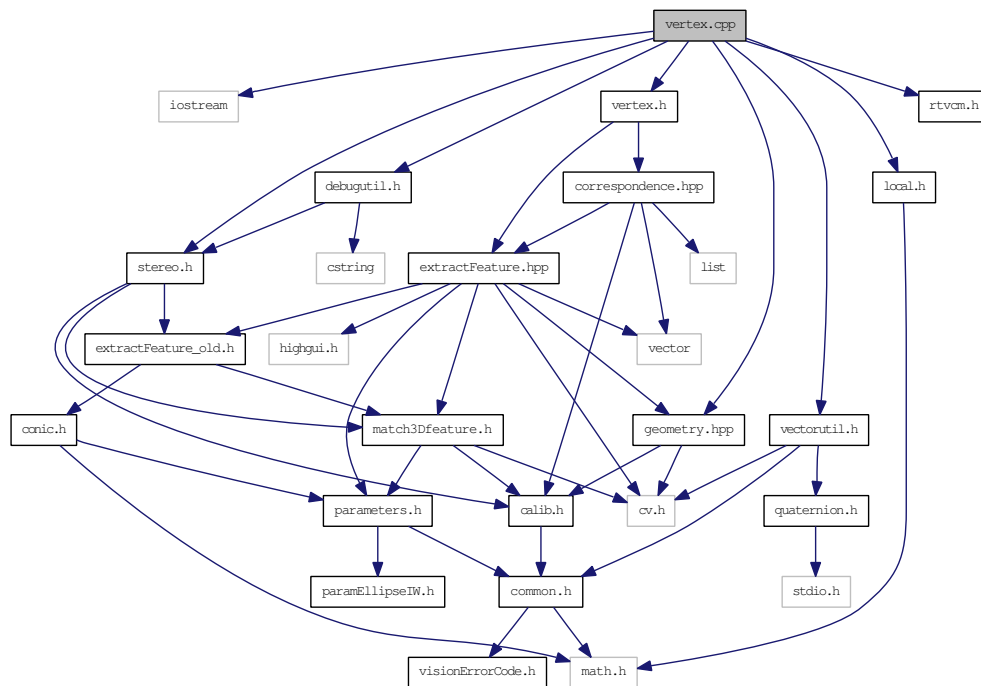 vertex.cpp
iostream
vertex.h
rtvcm.h
debugutil.h
correspondence.hpp
local.h
stereo.h
cstring
extractFeature.hpp
list
extractFeature_old.h
highgui.h
vector
conic.h
match3Dfeature.h
geometry.hpp
vectorutil.h
parameters.h
calib.h
cv.h
quaternion.h
paramEllipseIW.h
common.h
stdio.h
visionErrorCode.h
math.h